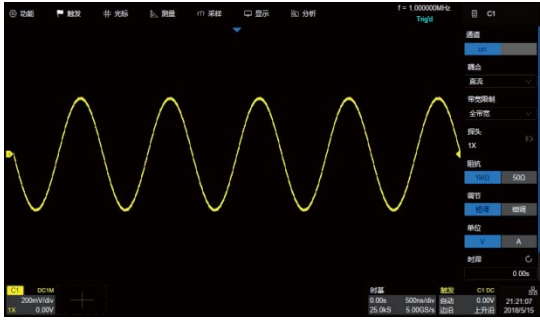 功能 触发 光标 测量 采样 显示 分析 f = 1.000000MHz Trig'd C1
通道
on
耦合
直流
带宽限制
全带宽
探头
1X
阻抗
1MΩ 50Ω
调节
粗调 细调
单位
V A
时滞
0.00s
C1 DC1M
200mV/div
1X 0.00V
时基
0.00s 500ns/div
25.0kS 5.00GS/s
触发 C1 DC
自动 0.00V
边沿 上升沿
21:21:07
2018/5/15